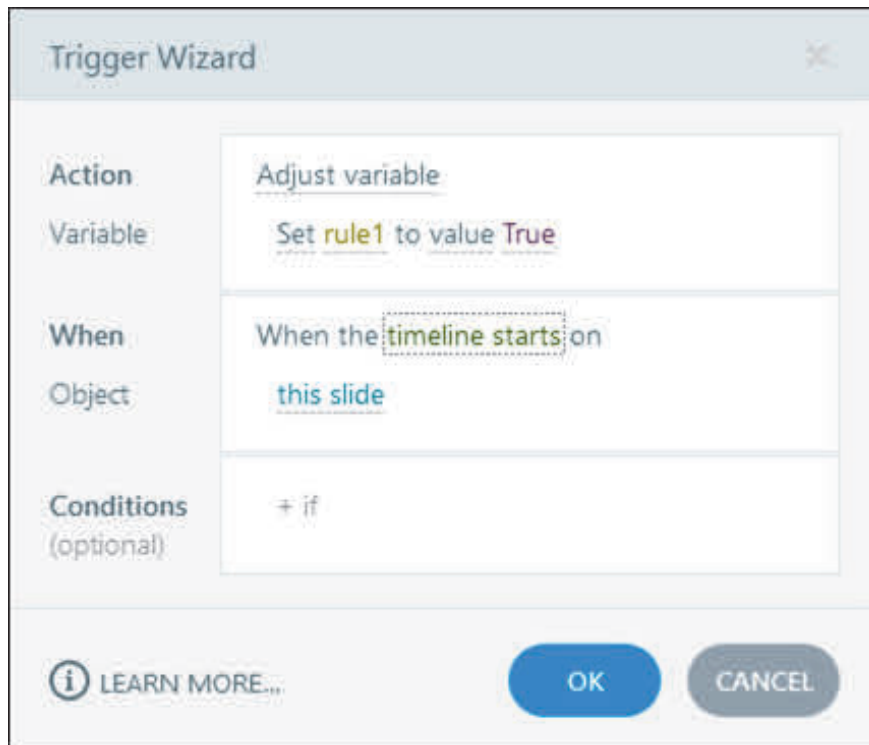 Trigger Wizard
Action
Adjust variable
Variable
Set rule1 to value True
When
When the timeline starts on
Object
this slide
Conditions
+ if
(optional)
LEARN MORE...
OK
CANCEL